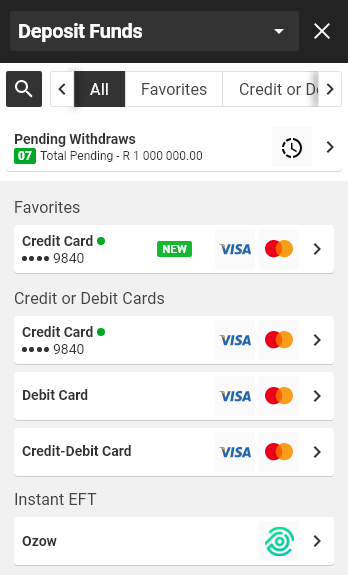 Deposit Funds
All
Favorites
Credit or De
Pending Withdraws
07 Total Pending - R 1 000 000.00
Favorites
Credit Card
•••• 9840
NEW
VISA
Credit or Debit Cards
Credit Card
•••• 9840
VISA
Debit Card
VISA
Credit-Debit Card
VISA
Instant EFT
Ozow